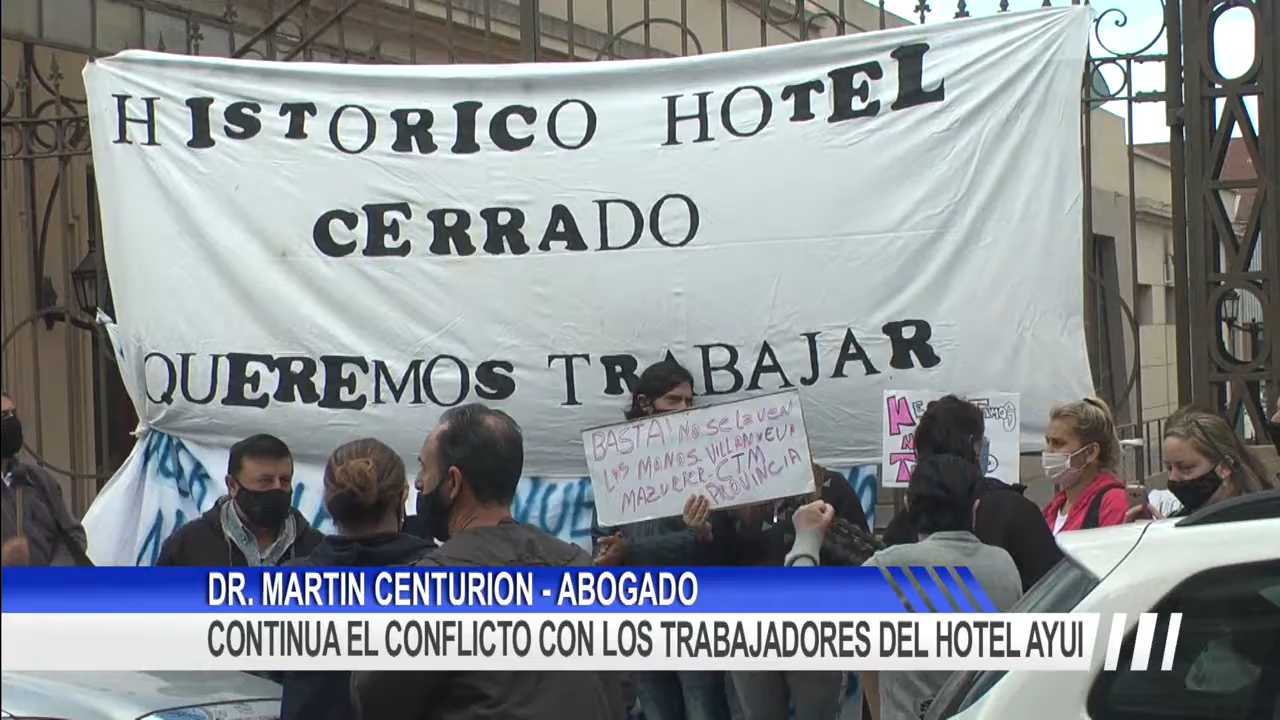 HISTORICO HOTEL
CERRADO
QUEREMOS TRABAJAR
BASTA! NO SE LAVEN
LAS MANOS. VILLANUEVA
MAZURIER-CTM
PROVINCIA
DR. MARTIN CENTURION - ABOGADO
CONTINUA EL CONFLICTO CON LOS TRABAJADORES DEL HOTEL AYUI